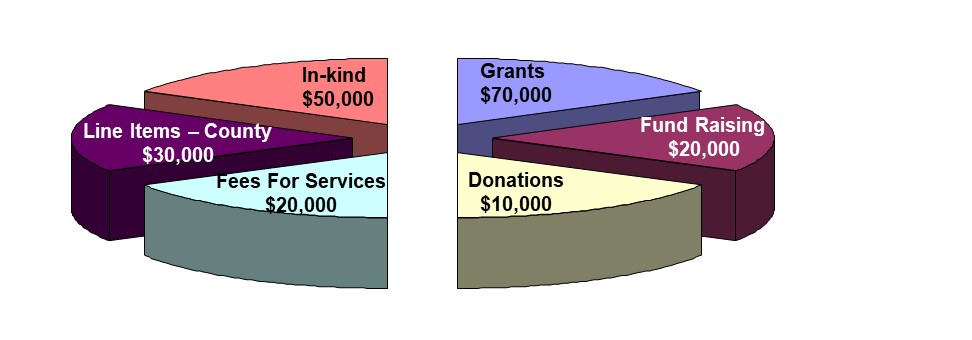 In-kind
$50,000
Grants
$70,000
Line Items – County
$30,000
Fund Raising
$20,000
Fees For Services
$20,000
Donations
$10,000